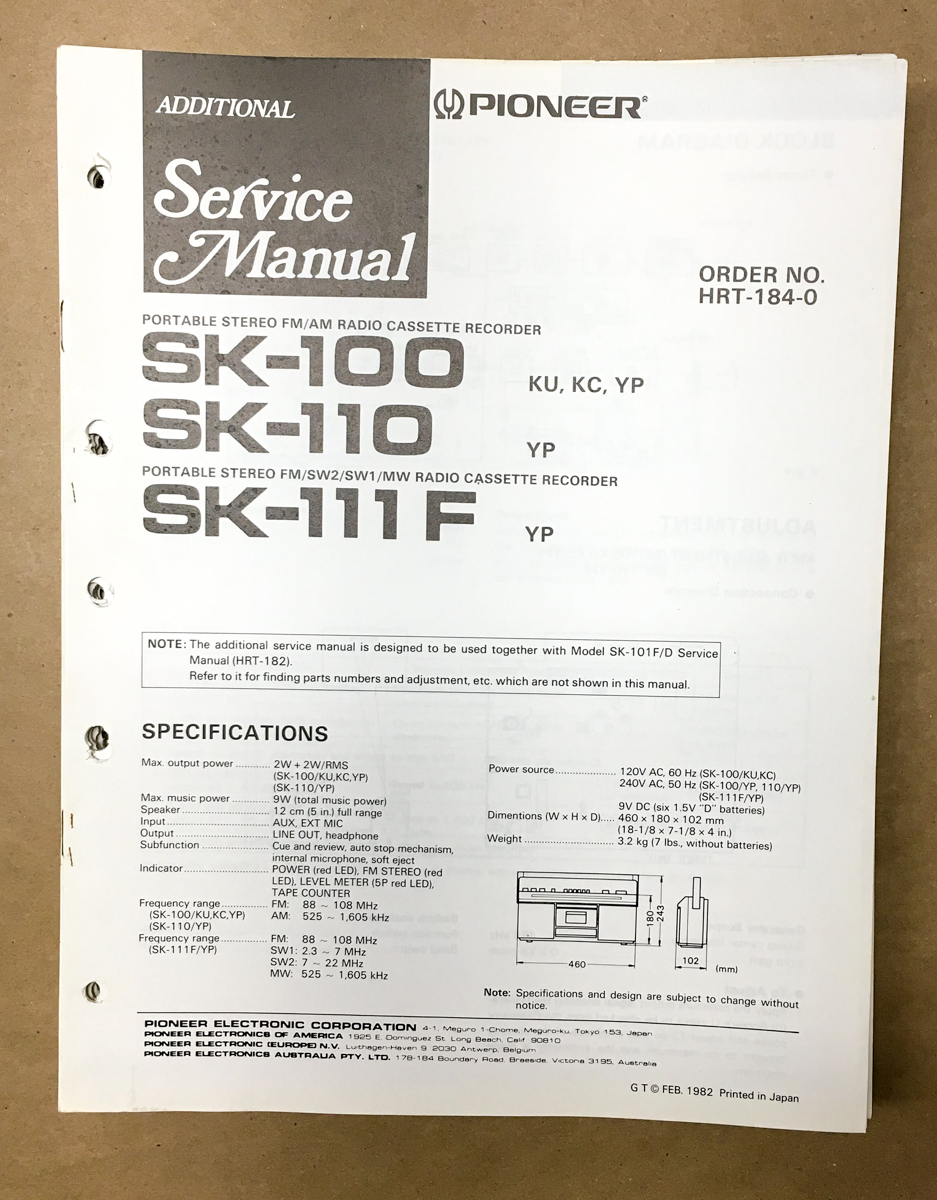 ADDITIONAL
Service
Manual
PIONEER®
ORDER NO.
HRT-184-0
PORTABLE STEREO FM/AM RADIO CASSETTE RECORDER
SK-100 KU, KC, YP
SK-110 YP
PORTABLE STEREO FM/SW2/SW1/MW RADIO CASSETTE RECORDER
SK-111F YP
NOTE: The additional service manual is designed to be used together with Model SK-101F/D Service
Manual (HRT-182).
Refer to it for finding parts numbers and adjustment, etc. which are not shown in this manual.
SPECIFICATIONS
Max. output power ............ 2W + 2W/RMS
(SK-100/KU,KC,YP)
(SK-110/YP)
Max. music power ............. 9W (total music power)
Speaker .............................. 12 cm (5 in.) full range
Input ................................... AUX, EXT MIC
Output ................................ LINE OUT, headphone
Subfunction ....................... Cue and review, auto stop mechanism,
internal microphone, soft eject
Indicator ............................. POWER (red LED), FM STEREO (red
LED), LEVEL METER (5P red LED),
TAPE COUNTER
Frequency range ................ FM: 88 ~ 108 MHz
(SK-100/KU,KC,YP) AM: 525 ~ 1,605 kHz
(SK-110/YP)
Frequency range ................ FM: 88 ~ 108 MHz
(SK-111F/YP) SW1: 2.3 ~ 7 MHz
SW2: 7 ~ 22 MHz
MW: 525 ~ 1,605 kHz
Power source ..................... 120V AC, 60 Hz (SK-100/KU,KC)
240V AC, 50 Hz (SK-100/YP, 110/YP)
(SK-111F/YP)
9V DC (six 1.5V "D" batteries)
Dimentions (W × H × D)..... 460 × 180 × 102 mm
(18-1/8 × 7-1/8 × 4 in.)
Weight ............................... 3.2 kg (7 lbs., without batteries)
180
243
460
102
(mm)
Note: Specifications and design are subject to change without
notice.
PIONEER ELECTRONIC CORPORATION 4-1, Meguro 1-Chome, Meguro-ku, Tokyo 153, Japan
PIONEER ELECTRONICS OF AMERICA 1925 E. Dominguez St. Long Beach, Calif 90810
PIONEER ELECTRONIC (EUROPE) N.V. Luithagen-Haven 9 2030 Antwerp, Belgium
PIONEER ELECTRONICS AUSTRALIA PTY. LTD. 178-184 Boundary Road, Braeside, Victoria 3195, Australia
G T © FEB. 1982 Printed in Japan